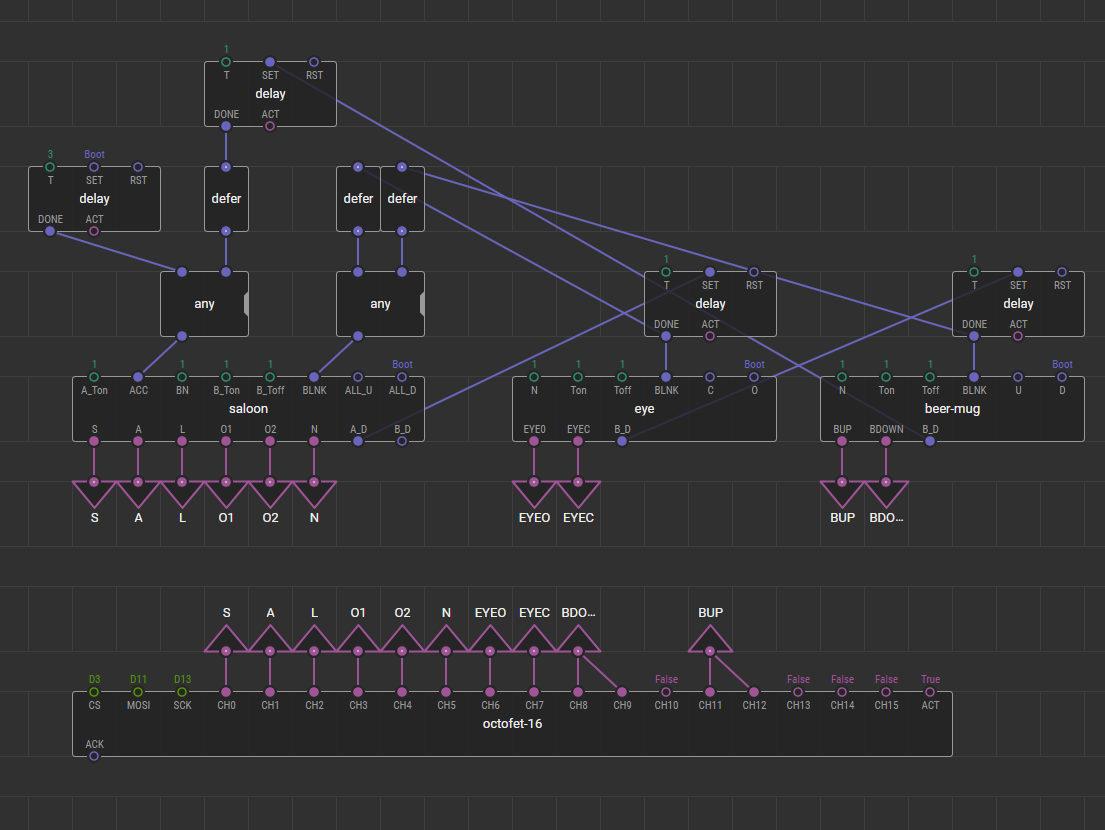 1
T SET RST
delay
DONE ACT
3 Boot
T SET RST
delay
DONE ACT
defer
defer
defer
any
any
1
T SET RST
delay
DONE ACT
1
T SET RST
delay
DONE ACT
1 1 1 1 Boot
A_Ton ACC BN B_Ton B_Toff BLNK ALL_U ALL_D
saloon
S A L O1 O2 N A_D B_D
S A L O1 O2 N
1 1 1 Boot
N Ton Toff BLNK C O
eye
EYEO EYEC B_D
EYEO EYEC
1 1 1 Boot
N Ton Toff BLNK U D
beer-mug
BUP BDOWN B_D
BUP BDO...
S A L O1 O2 N EYEO EYEC BDO... BUP
D3 D11 D13 False False False False True
CS MOSI SCK CH0 CH1 CH2 CH3 CH4 CH5 CH6 CH7 CH8 CH9 CH10 CH11 CH12 CH13 CH14 CH15 ACT
octofet-16
ACK